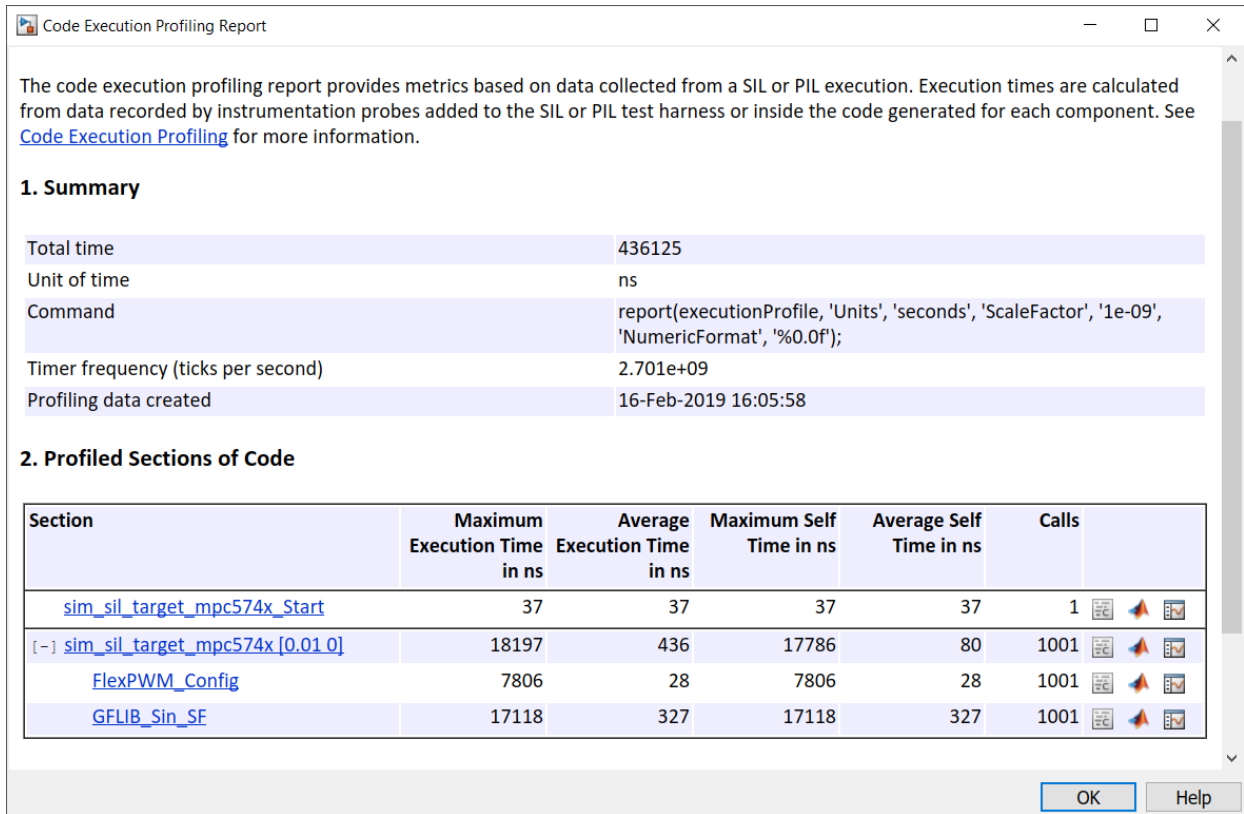 Code Execution Profiling Report
The code execution profiling report provides metrics based on data collected from a SIL or PIL execution. Execution times are calculated
from data recorded by instrumentation probes added to the SIL or PIL test harness or inside the code generated for each component. See
Code Execution Profiling for more information.
1. Summary
Total time 436125
Unit of time ns
Command report(executionProfile, 'Units', 'seconds', 'ScaleFactor', '1e-09',
'NumericFormat', '%0.0f');
Timer frequency (ticks per second) 2.701e+09
Profiling data created 16-Feb-2019 16:05:58
2. Profiled Sections of Code
Section Maximum Average Maximum Self Average Self Calls
Execution Time Execution Time Time in ns Time in ns
in ns in ns
sim_sil_target_mpc574x_Start 37 37 37 37 1
[-] sim_sil_target_mpc574x [0.01 0] 18197 436 17786 80 1001
FlexPWM_Config 7806 28 7806 28 1001
GFLIB_Sin_SF 17118 327 17118 327 1001
OK Help